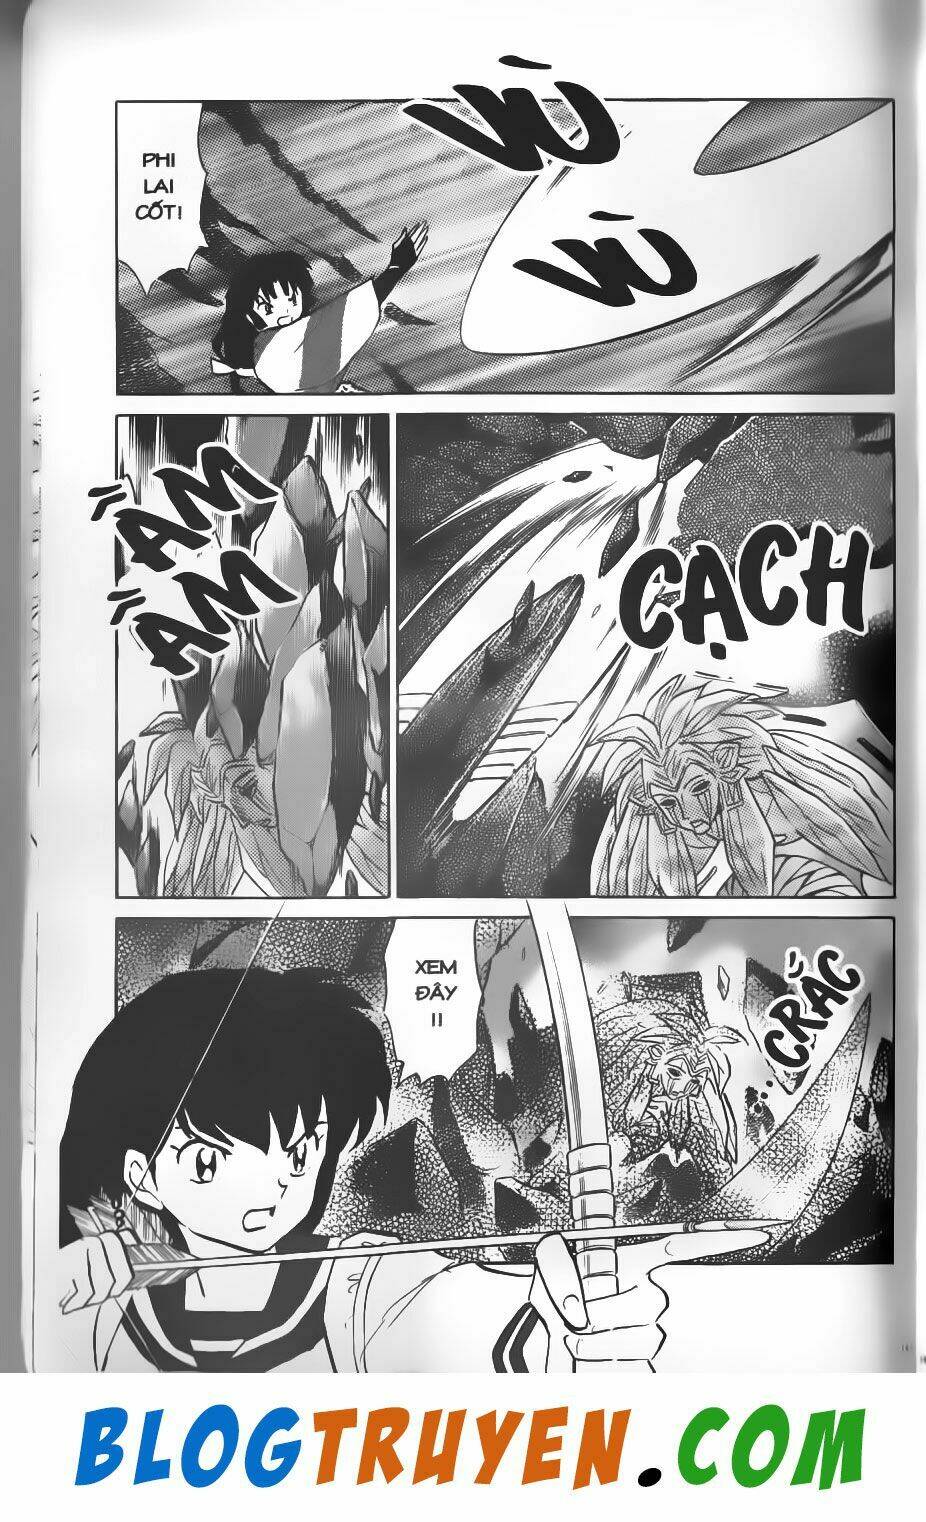 VÙ
PHI
LAI
CỐT!
VÙ
ẦM
ẦM
CẠCH
XEM
ĐÂY
!!
CRẮC
BLOGTRUYEN.COM